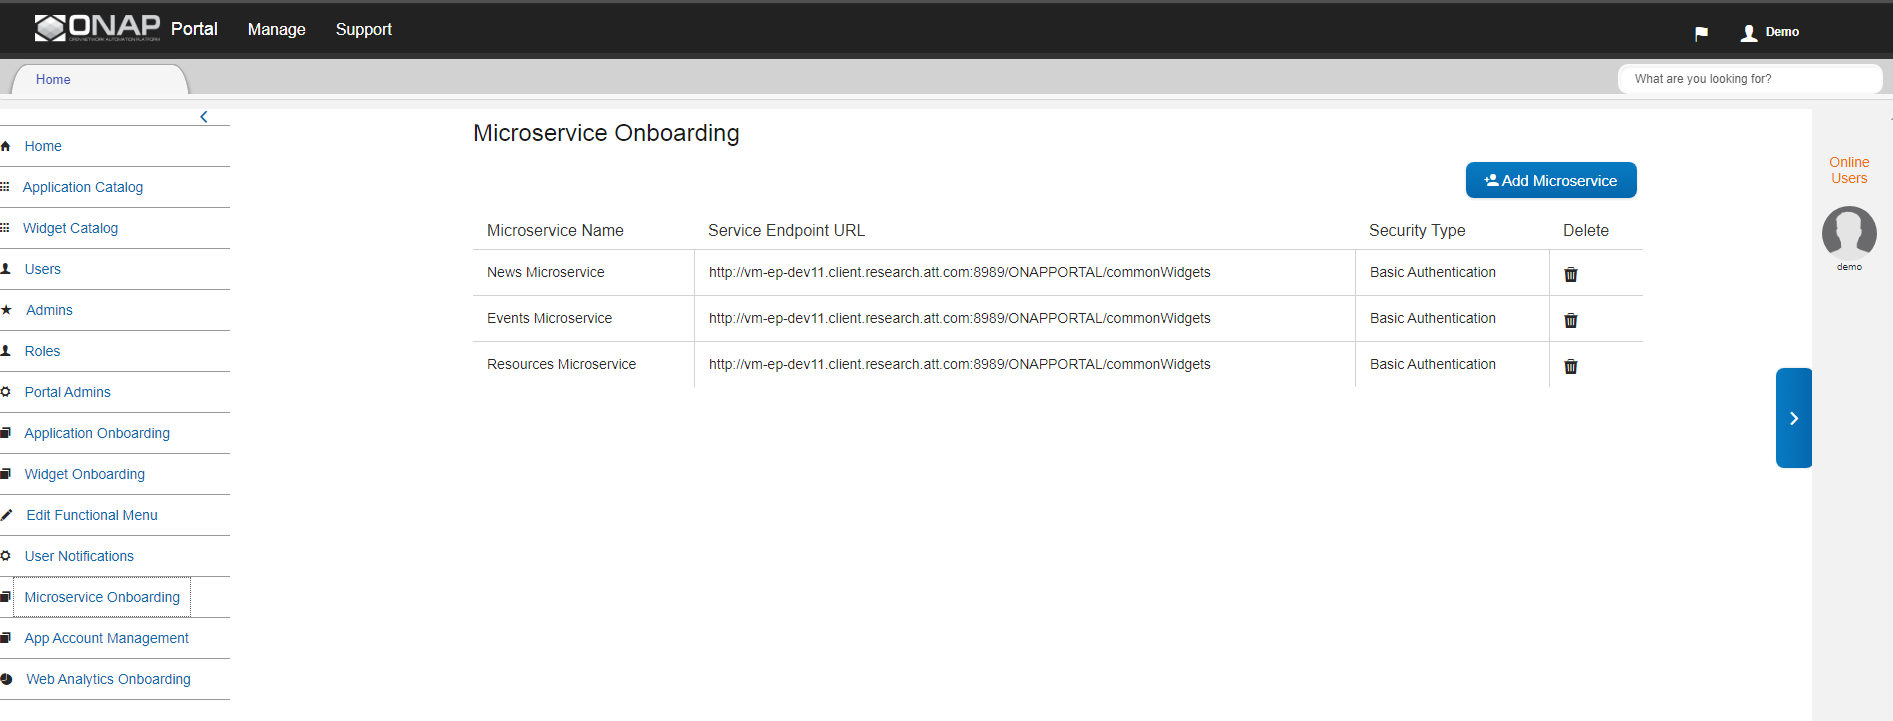 ONAP
OPEN NETWORK AUTOMATION PLATFORM
Portal
Manage
Support
Demo
Home
What are you looking for?
Home
Application Catalog
Widget Catalog
Users
Admins
Roles
Portal Admins
Application Onboarding
Widget Onboarding
Edit Functional Menu
User Notifications
Microservice Onboarding
App Account Management
Web Analytics Onboarding
Microservice Onboarding
Add Microservice
Microservice Name Service Endpoint URL Security Type Delete
News Microservice http://vm-ep-dev11.client.research.att.com:8989/ONAPPORTAL/commonWidgets Basic Authentication
Events Microservice http://vm-ep-dev11.client.research.att.com:8989/ONAPPORTAL/commonWidgets Basic Authentication
Resources Microservice http://vm-ep-dev11.client.research.att.com:8989/ONAPPORTAL/commonWidgets Basic Authentication
Online
Users
demo